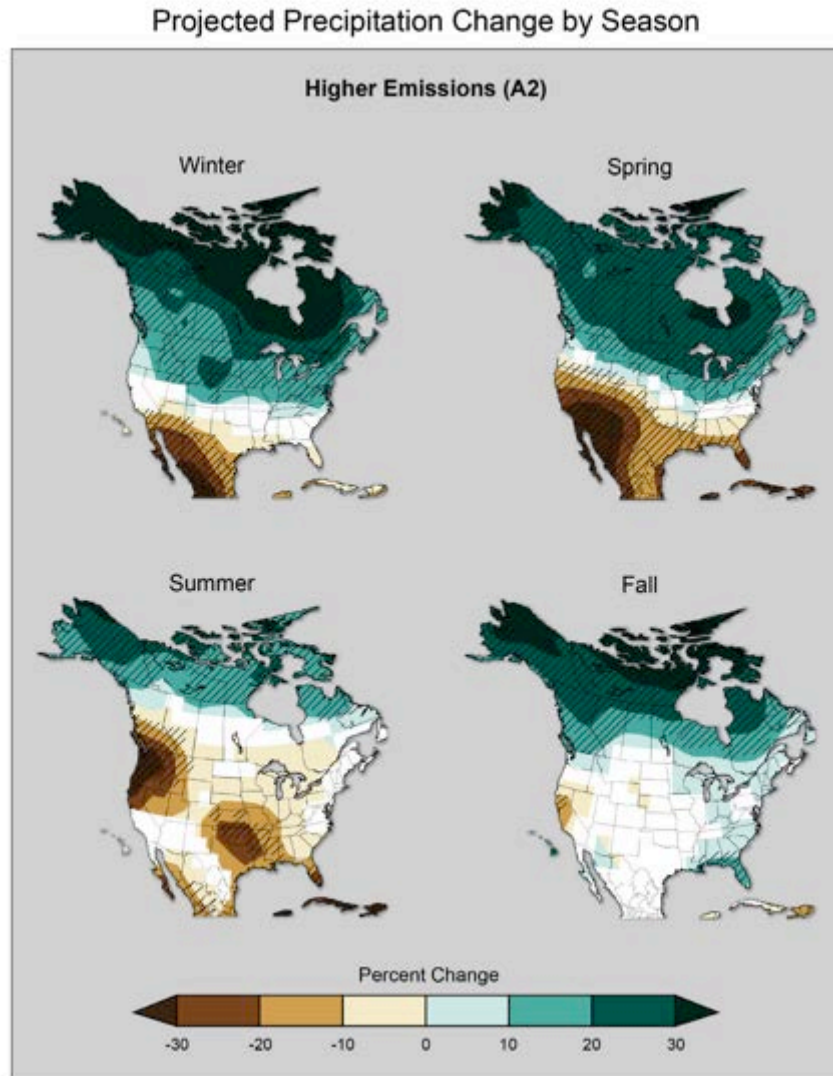 Projected Precipitation Change by Season
Higher Emissions (A2)
Winter
Spring
Summer
Fall
Percent Change
-30 -20 -10 0 10 20 30